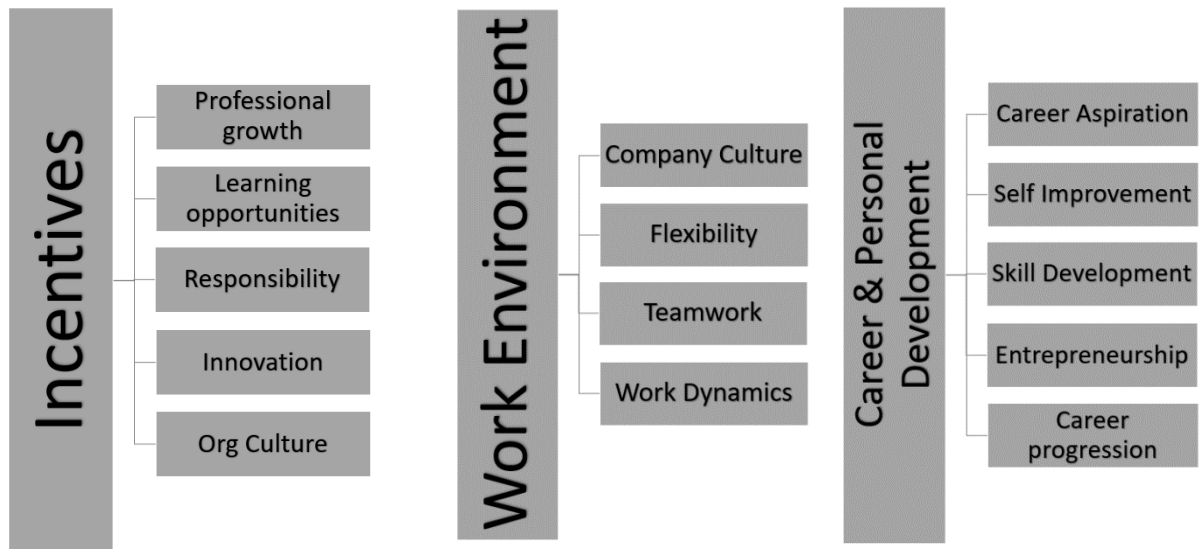 Incentives
Professional
growth
Learning
opportunities
Responsibility
Innovation
Org Culture
Work Environment
Company Culture
Flexibility
Teamwork
Work Dynamics
Career & Personal
Development
Career Aspiration
Self Improvement
Skill Development
Entrepreneurship
Career
progression